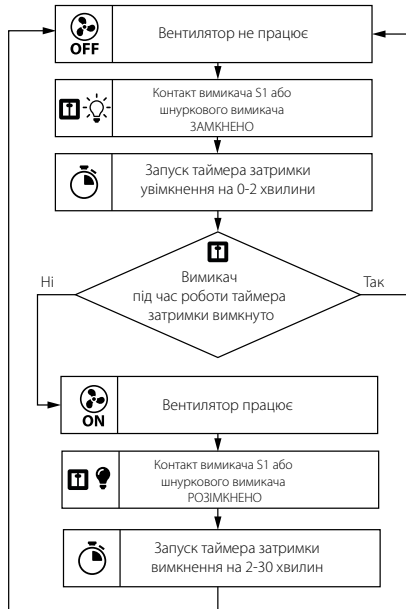 OFF
Вентилятор не працює
Контакт вимикача S1 або
шнуркового вимикача
ЗАМКНЕНО
Запуск таймера затримки
увімкнення на 0-2 хвилини
Ні
Вимикач
під час роботи таймера
затримки вимкнуто
Так
ON
Вентилятор працює
Контакт вимикача S1 або
шнуркового вимикача
РОЗІМКНЕНО
Запуск таймера затримки
вимкнення на 2-30 хвилин